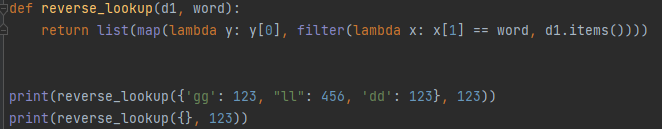 def reverse_lookup(d1, word):
    return list(map(lambda y: y[0], filter(lambda x: x[1] == word, d1.items())))
print(reverse_lookup({'gg': 123, "ll": 456, 'dd': 123}, 123))
print(reverse_lookup({}, 123))